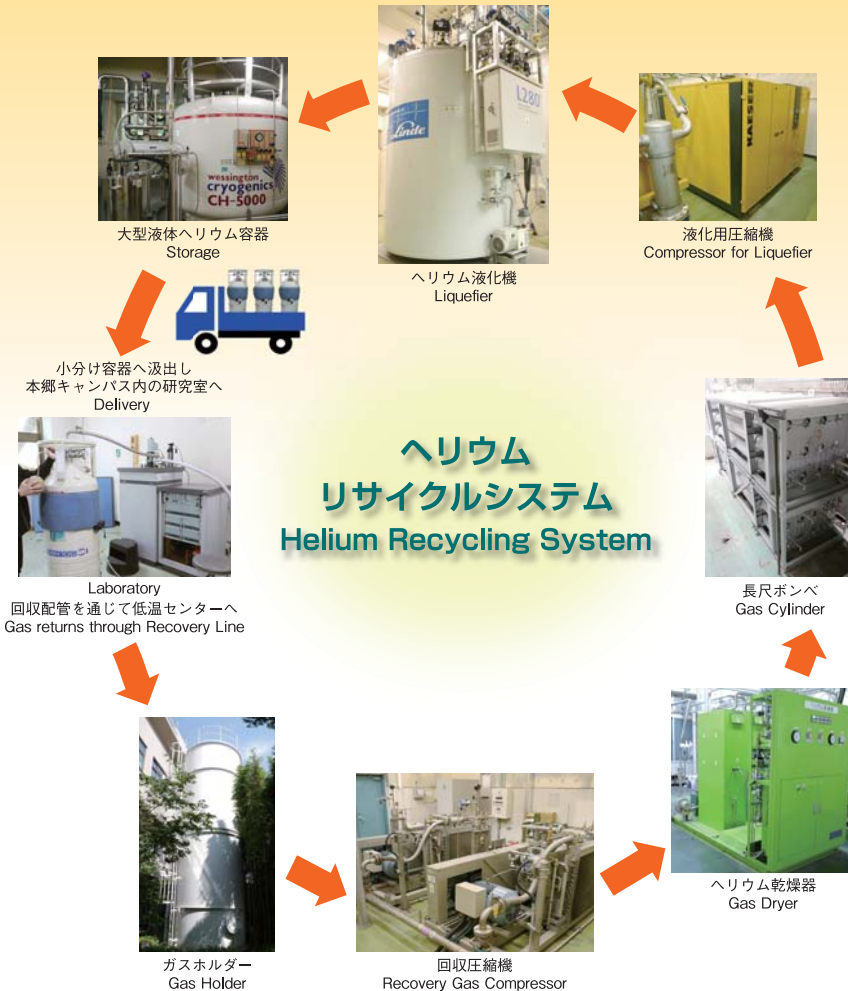 Linde
L280
KAESER
wessington
cryogenics
CH-5000
大型液体ヘリウム容器
Storage
ヘリウム液化機
Liquefier
液化用圧縮機
Compressor for Liquefier
小分け容器へ汲出し
本郷キャンパス内の研究室へ
Delivery
ヘリウム
リサイクルシステム
Helium Recycling System
Laboratory
回収配管を通じて低温センターへ
Gas returns through Recovery Line
長尺ボンベ
Gas Cylinder
ヘリウム乾燥器
Gas Dryer
ガスホルダー
Gas Holder
回収圧縮機
Recovery Gas Compressor